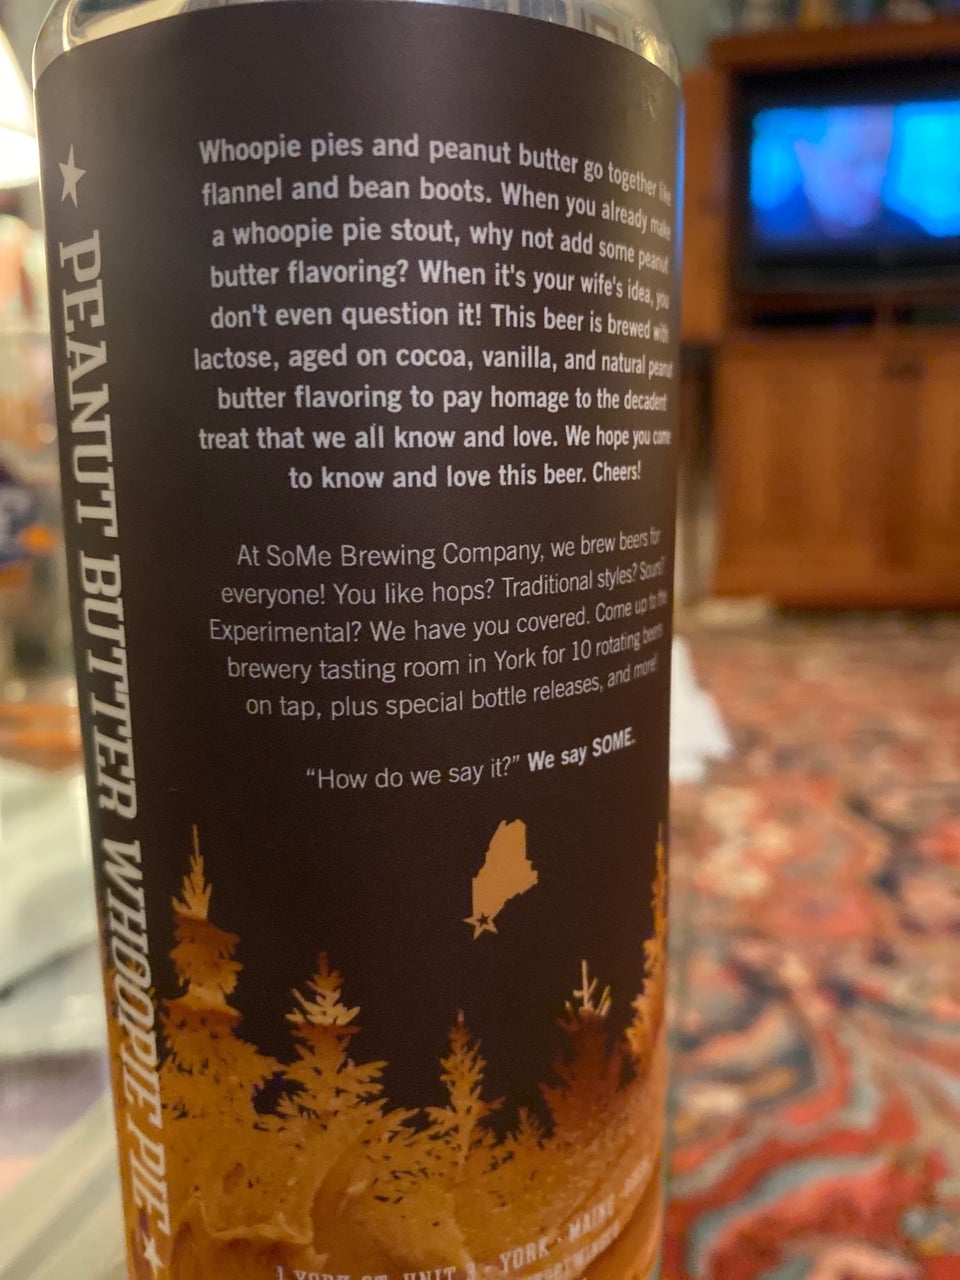 ★ PEANUT BUTTER WHOOPIE PIE ★
Whoopie pies and peanut butter go together like
flannel and bean boots. When you already make
a whoopie pie stout, why not add some peanut
butter flavoring? When it's your wife's idea, you
don't even question it! This beer is brewed with
lactose, aged on cocoa, vanilla, and natural peanut
butter flavoring to pay homage to the decadent
treat that we all know and love. We hope you come
to know and love this beer. Cheers!
At SoMe Brewing Company, we brew beers for
everyone! You like hops? Traditional styles? Sours?
Experimental? We have you covered. Come up to the
brewery tasting room in York for 10 rotating beers
on tap, plus special bottle releases, and more!
“How do we say it?” We say SOME.
1 YORK ST. UNIT 3 · YORK · MAINE